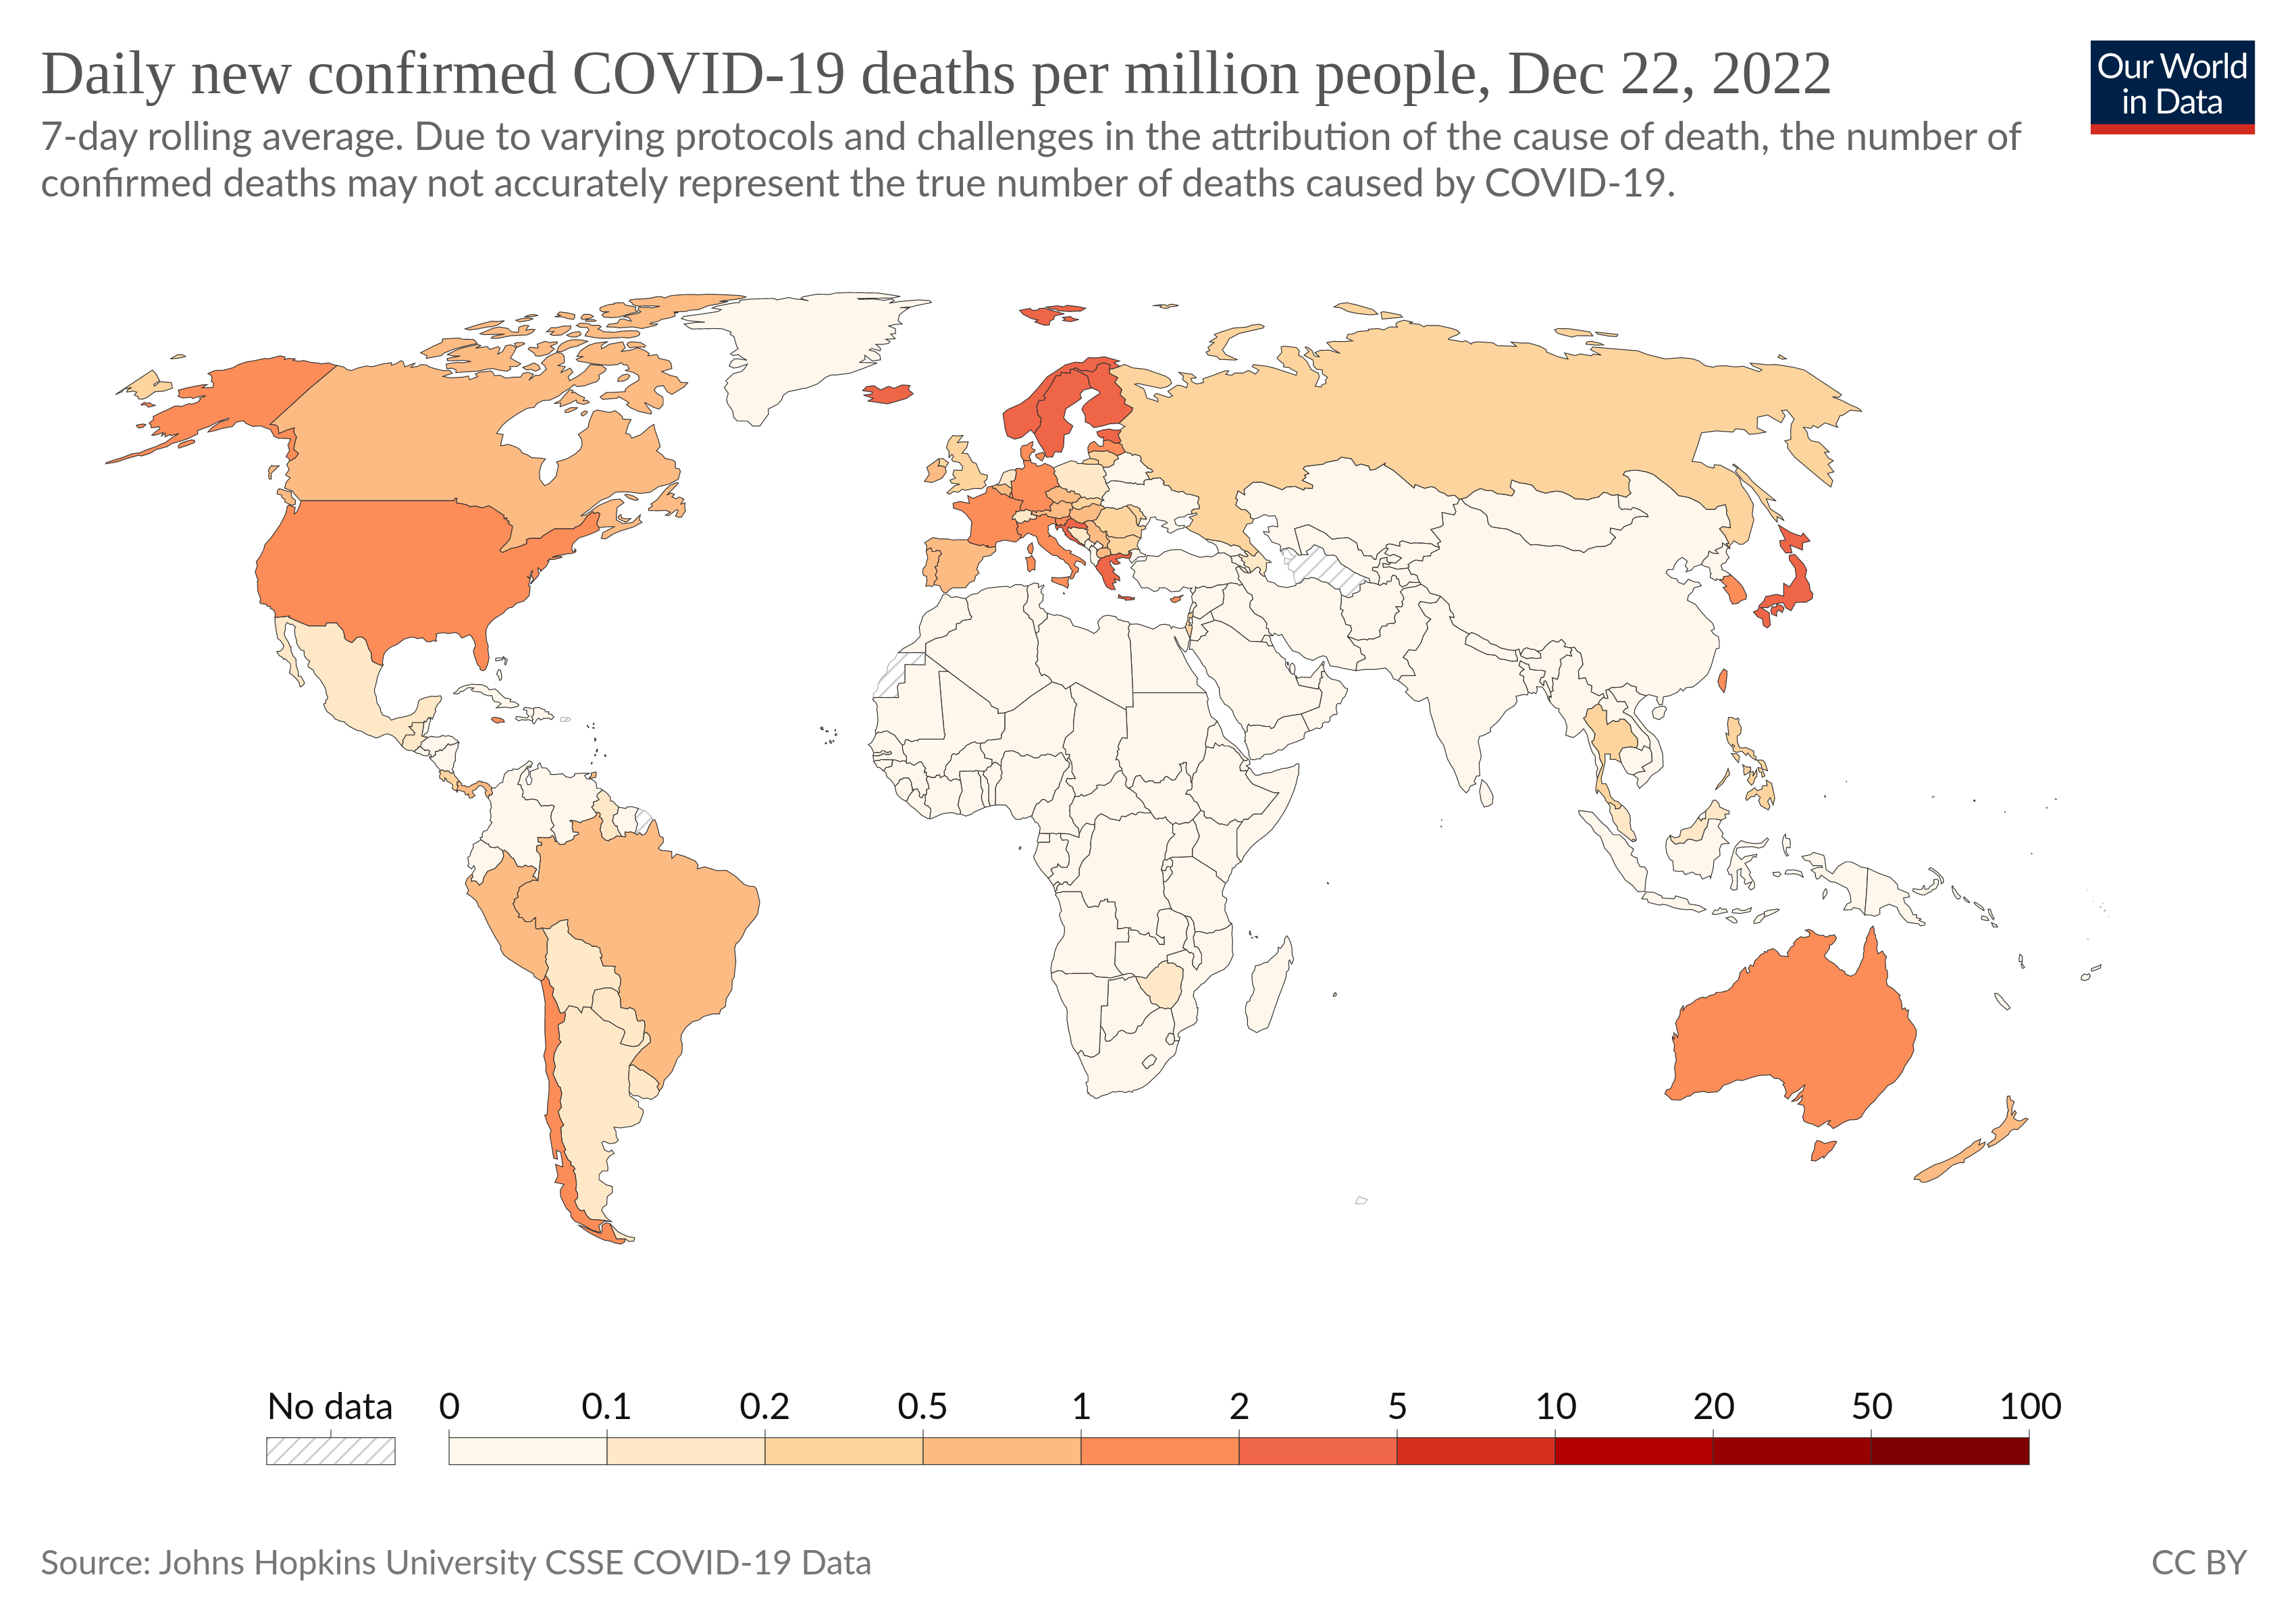 Daily new confirmed COVID-19 deaths per million people, Dec 22, 2022
Our World
in Data
7-day rolling average. Due to varying protocols and challenges in the attribution of the cause of death, the number of
confirmed deaths may not accurately represent the true number of deaths caused by COVID-19.
No data 0 0.1 0.2 0.5 1 2 5 10 20 50 100
Source: Johns Hopkins University CSSE COVID-19 Data
CC BY